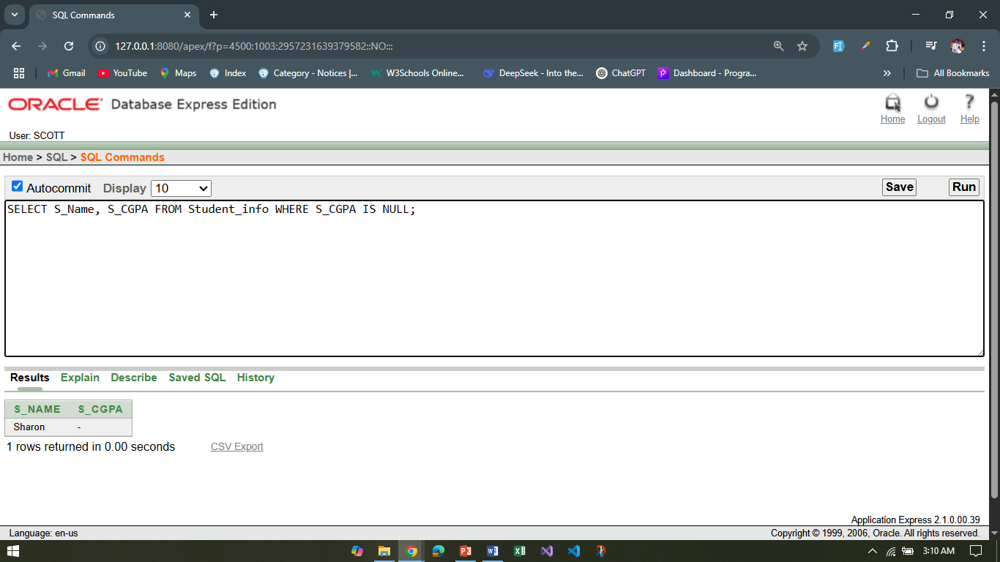 SQL Commands
127.0.0.1:8080/apex/f?p=4500:1003:2957231639379582::NO:::
Gmail YouTube Maps Index Category - Notices |... W3Schools Online... DeepSeek - Into the... ChatGPT Dashboard - Progra... » All Bookmarks
ORACLE Database Express Edition
Home Logout Help
User: SCOTT
Home > SQL > SQL Commands
Autocommit Display 10 Save Run
SELECT S_Name, S_CGPA FROM Student_info WHERE S_CGPA IS NULL;
Results Explain Describe Saved SQL History
S_NAME S_CGPA
Sharon -
1 rows returned in 0.00 seconds CSV Export
Application Express 2.1.0.00.39
Language: en-us Copyright © 1999, 2006, Oracle. All rights reserved.
3:10 AM